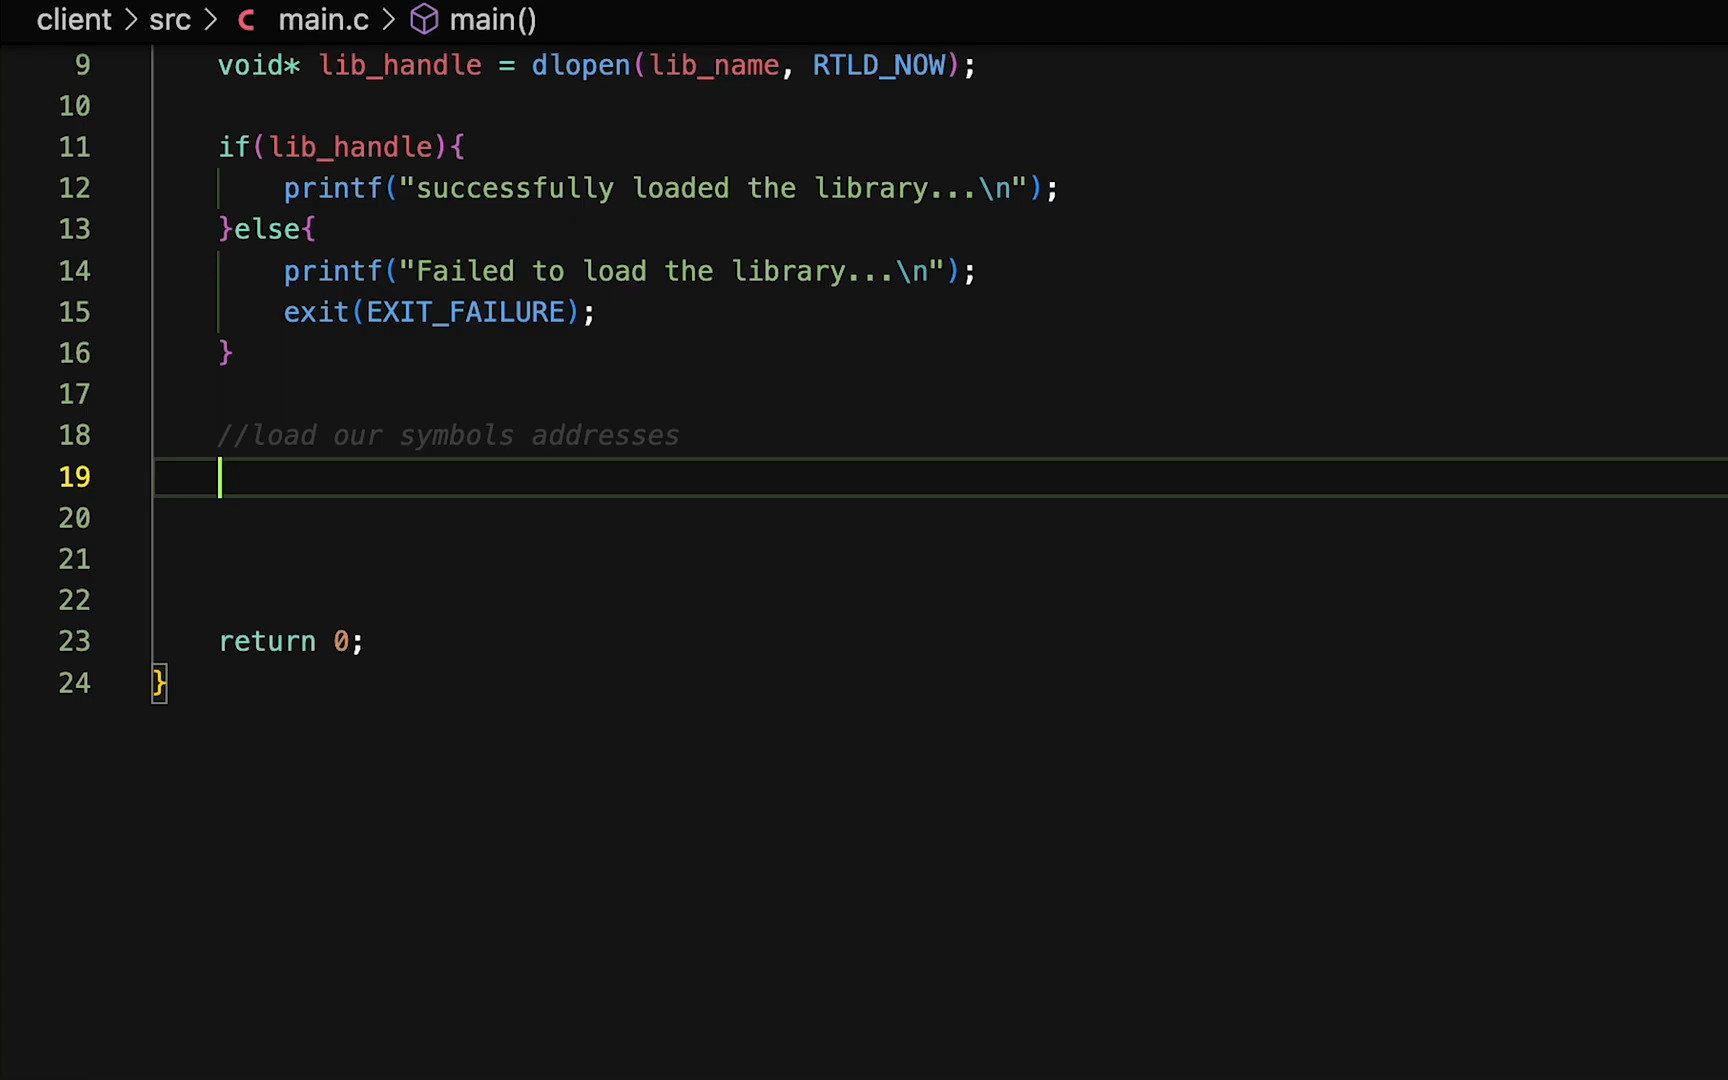 client > src > C main.c > main()
9 void* lib_handle = dlopen(lib_name, RTLD_NOW);
10
11 if(lib_handle){
12 printf("successfully loaded the library...\n");
13 }else{
14 printf("Failed to load the library...\n");
15 exit(EXIT_FAILURE);
16 }
17
18 //load our symbols addresses
19
20
21
22
23 return 0;
24 }